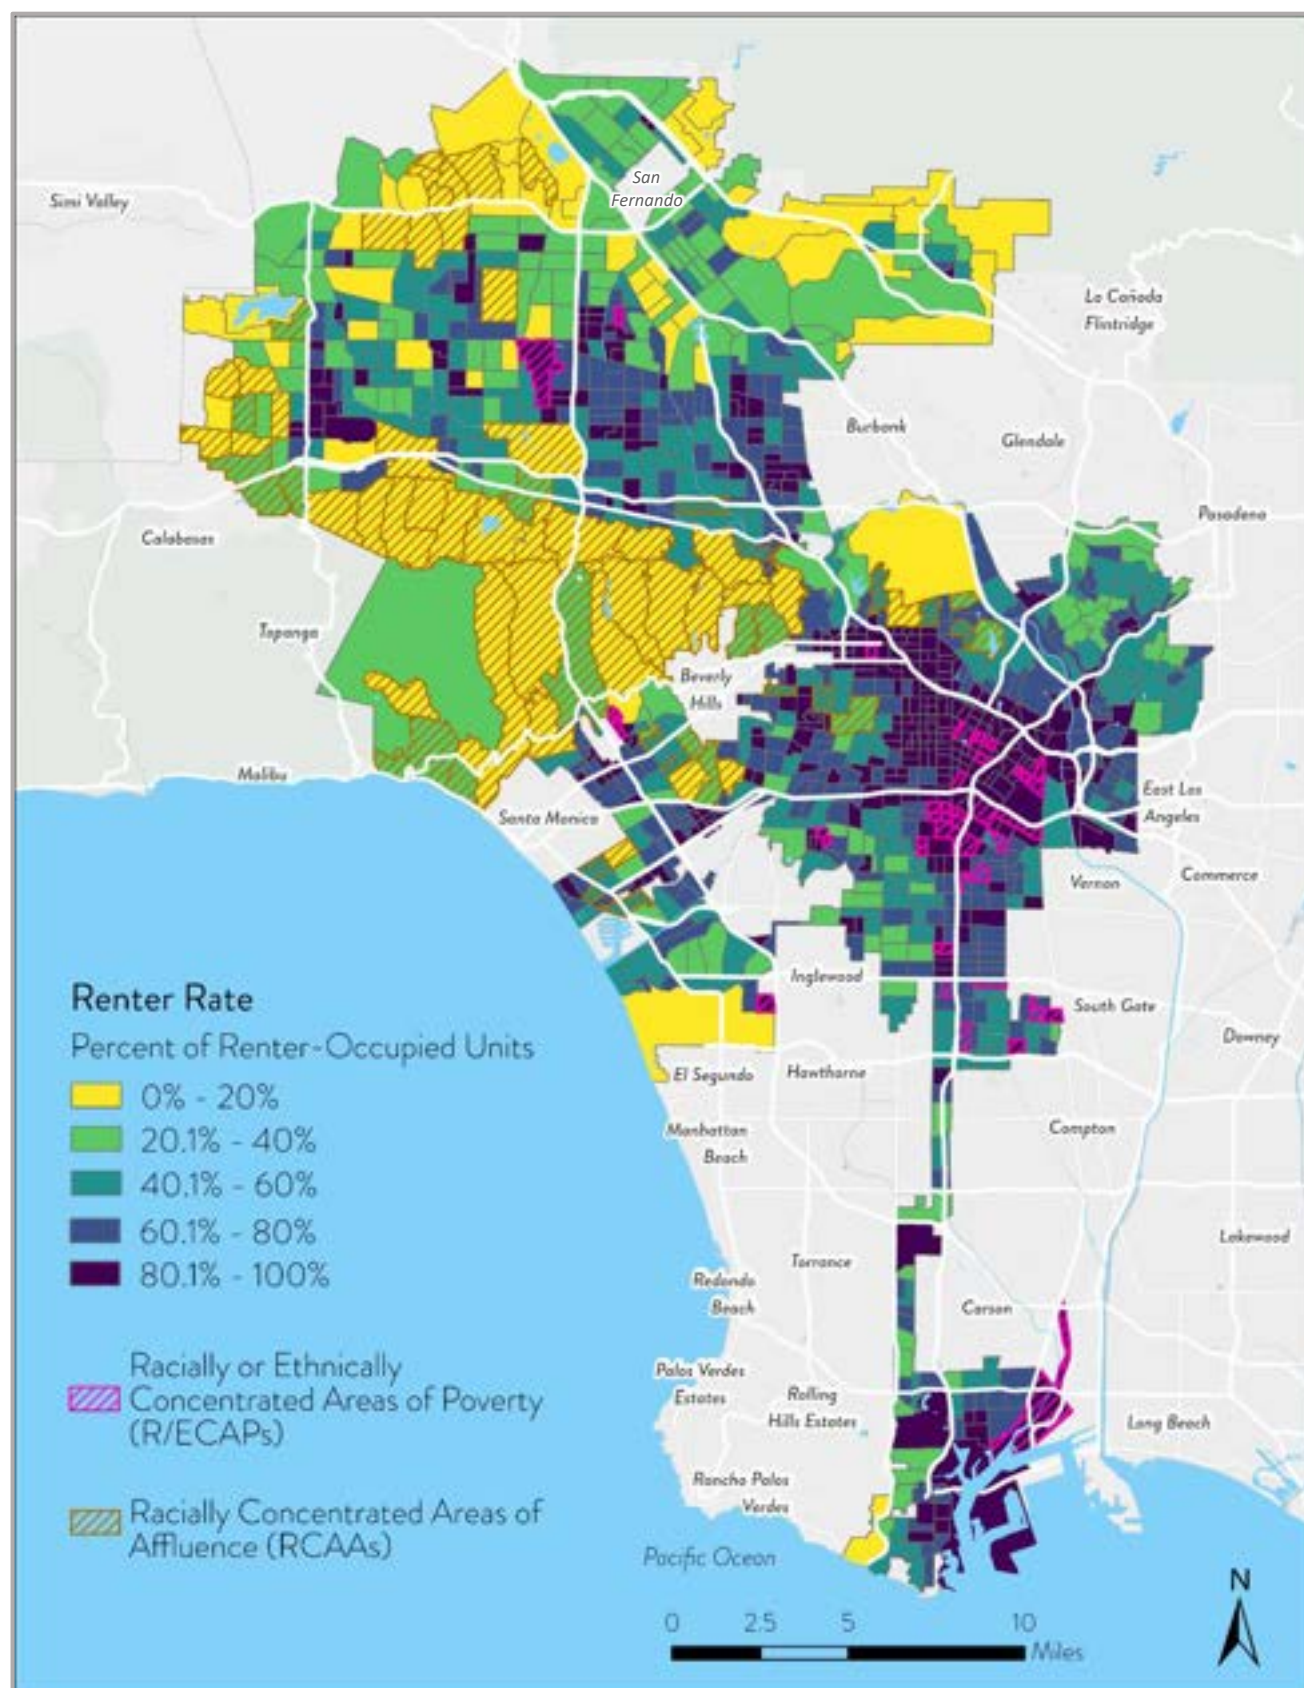 San
Fernando
Simi Valley
La Cañada
Flintridge
Burbank
Glendale
Pasadena
Calabasas
Topanga
Beverly
Hills
Malibu
Santa Monica
East Los
Angeles
Vernon
Commerce
Inglewood
South Gate
Downey
El Segundo
Hawthorne
Manhattan
Beach
Compton
Lakewood
Torrance
Redondo
Beach
Carson
Palos Verdes
Estates
Rolling
Hills Estates
Long Beach
Rancho Palos
Verdes
Pacific Ocean
Renter Rate
Percent of Renter-Occupied Units
0% - 20%
20.1% - 40%
40.1% - 60%
60.1% - 80%
80.1% - 100%
Racially or Ethnically
Concentrated Areas of Poverty
(R/ECAPs)
Racially Concentrated Areas of
Affluence (RCAAs)
0 2.5 5 10
Miles
N